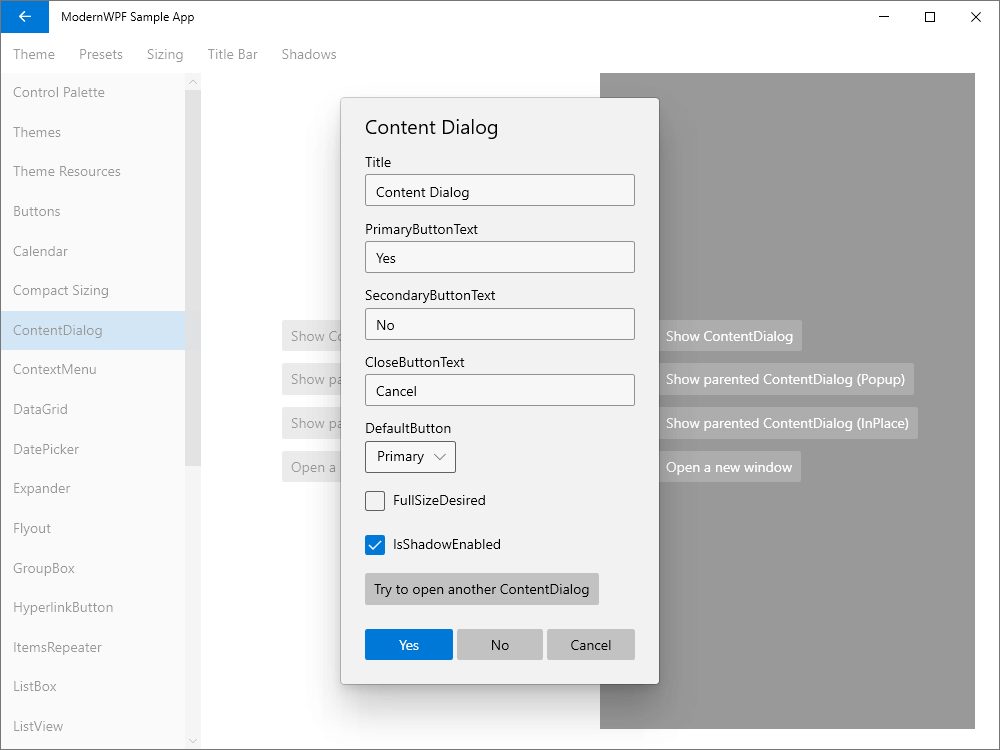 ModernWPF Sample App
Theme Presets Sizing Title Bar Shadows
Control Palette
Themes
Theme Resources
Buttons
Calendar
Compact Sizing
ContentDialog
ContextMenu
DataGrid
DatePicker
Expander
Flyout
GroupBox
HyperlinkButton
ItemsRepeater
ListBox
ListView
Show
Show
Show
Open a
Content Dialog
Title
Content Dialog
PrimaryButtonText
Yes
SecondaryButtonText
No
CloseButtonText
Cancel
DefaultButton
Primary
FullSizeDesired
IsShadowEnabled
Try to open another ContentDialog
Yes No Cancel
Show ContentDialog
Show parented ContentDialog (Popup)
Show parented ContentDialog (InPlace)
Open a new window